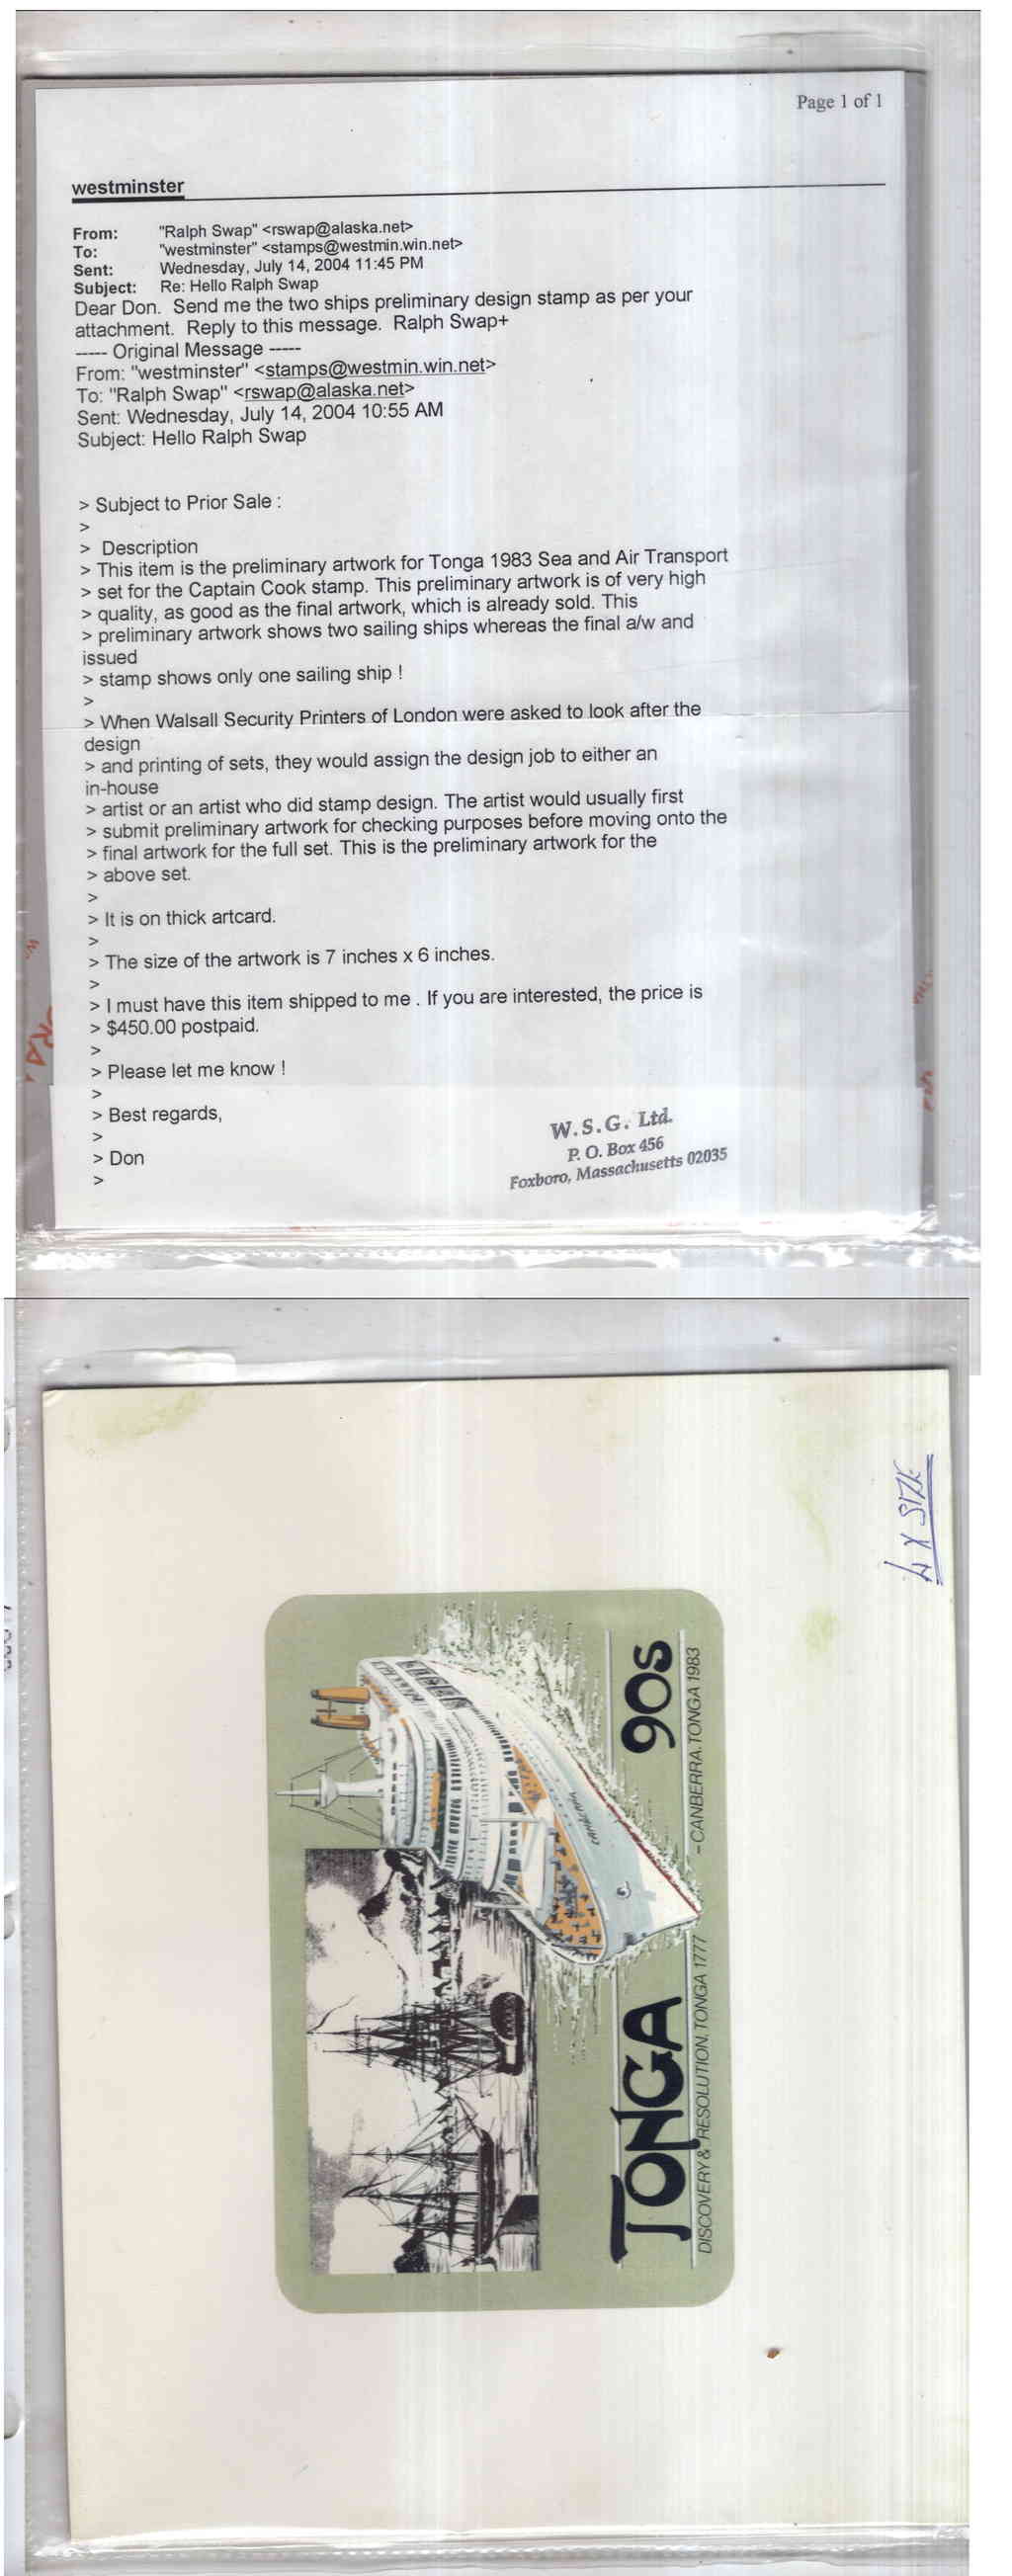 Page 1 of 1
westminster
From: "Ralph Swap" <rswap@alaska.net>
To: "westminster" <stamps@westmin.win.net>
Sent: Wednesday, July 14, 2004 11:45 PM
Subject: Re: Hello Ralph Swap
Dear Don. Send me the two ships preliminary design stamp as per your
attachment. Reply to this message. Ralph Swap+
----- Original Message -----
From: "westminster" <stamps@westmin.win.net>
To: "Ralph Swap" <rswap@alaska.net>
Sent: Wednesday, July 14, 2004 10:55 AM
Subject: Hello Ralph Swap
> Subject to Prior Sale :
>
> Description
> This item is the preliminary artwork for Tonga 1983 Sea and Air Transport
> set for the Captain Cook stamp. This preliminary artwork is of very high
> quality, as good as the final artwork, which is already sold. This
> preliminary artwork shows two sailing ships whereas the final a/w and
issued
> stamp shows only one sailing ship !
>
> When Walsall Security Printers of London were asked to look after the
design
> and printing of sets, they would assign the design job to either an
in-house
> artist or an artist who did stamp design. The artist would usually first
> submit preliminary artwork for checking purposes before moving onto the
> final artwork for the full set. This is the preliminary artwork for the
> above set.
>
> It is on thick artcard.
>
> The size of the artwork is 7 inches x 6 inches.
>
> I must have this item shipped to me . If you are interested, the price is
> $450.00 postpaid.
>
> Please let me know !
>
> Best regards,
>
> Don
>
W.S.G. Ltd.
P. O. Box 456
Foxboro, Massachusetts 02035
4 X SIZE
TONGA 90s
DISCOVERY & RESOLUTION.TONGA 1777 - CANBERRA.TONGA 1983
CANBERRA